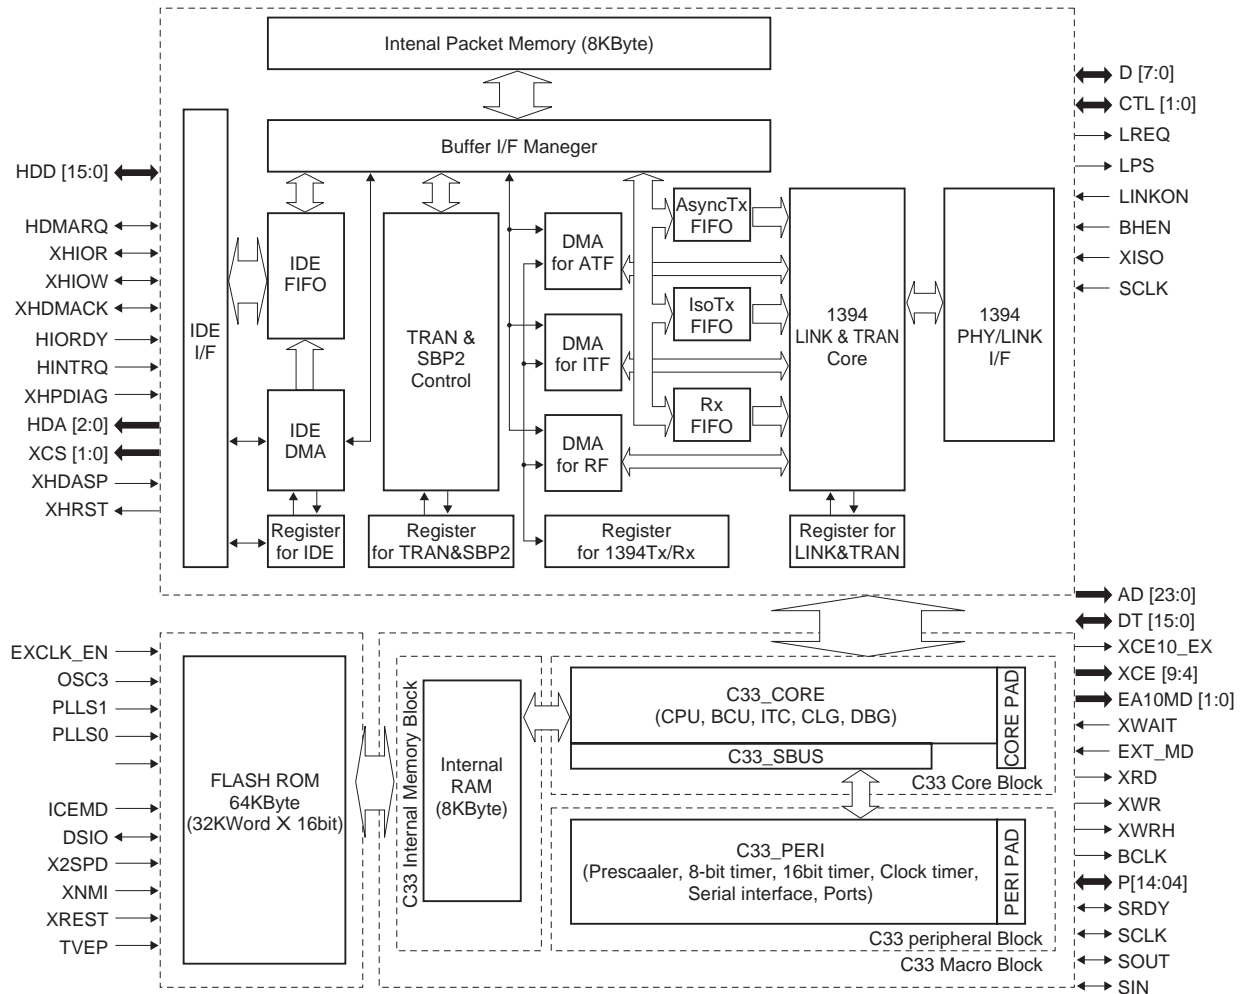 Intenal Packet Memory (8KByte)
Buffer I/F Maneger
HDD [15:0]
HDMARQ
XHIOR
XHIOW
XHDMACK
HIORDY
HINTRQ
XHPDIAG
HDA [2:0]
XCS [1:0]
XHDASP
XHRST
IDE
I/F
IDE
FIFO
IDE
DMA
Register
for IDE
TRAN &
SBP2
Control
Register
for TRAN&SBP2
DMA
for ATF
DMA
for ITF
DMA
for RF
Register
for 1394Tx/Rx
AsyncTx
FIFO
IsoTx
FIFO
Rx
FIFO
1394
LINK & TRAN
Core
Register for
LINK&TRAN
1394
PHY/LINK
I/F
D [7:0]
CTL [1:0]
LREQ
LPS
LINKON
BHEN
XISO
SCLK
EXCLK_EN
OSC3
PLLS1
PLLS0
ICEMD
DSIO
X2SPD
XNMI
XREST
TVEP
FLASH ROM
64KByte
(32KWord X 16bit)
C33 Internal Memory Block
Internal
RAM
(8KByte)
C33_CORE
(CPU, BCU, ITC, CLG, DBG)
C33_SBUS
CORE PAD
C33 Core Block
C33_PERI
(Prescaaler, 8-bit timer, 16bit timer, Clock timer,
Serial interface, Ports)
PERI PAD
C33 peripheral Block
C33 Macro Block
AD [23:0]
DT [15:0]
XCE10_EX
XCE [9:4]
EA10MD [1:0]
XWAIT
EXT_MD
XRD
XWR
XWRH
BCLK
P[14:04]
SRDY
SCLK
SOUT
SIN